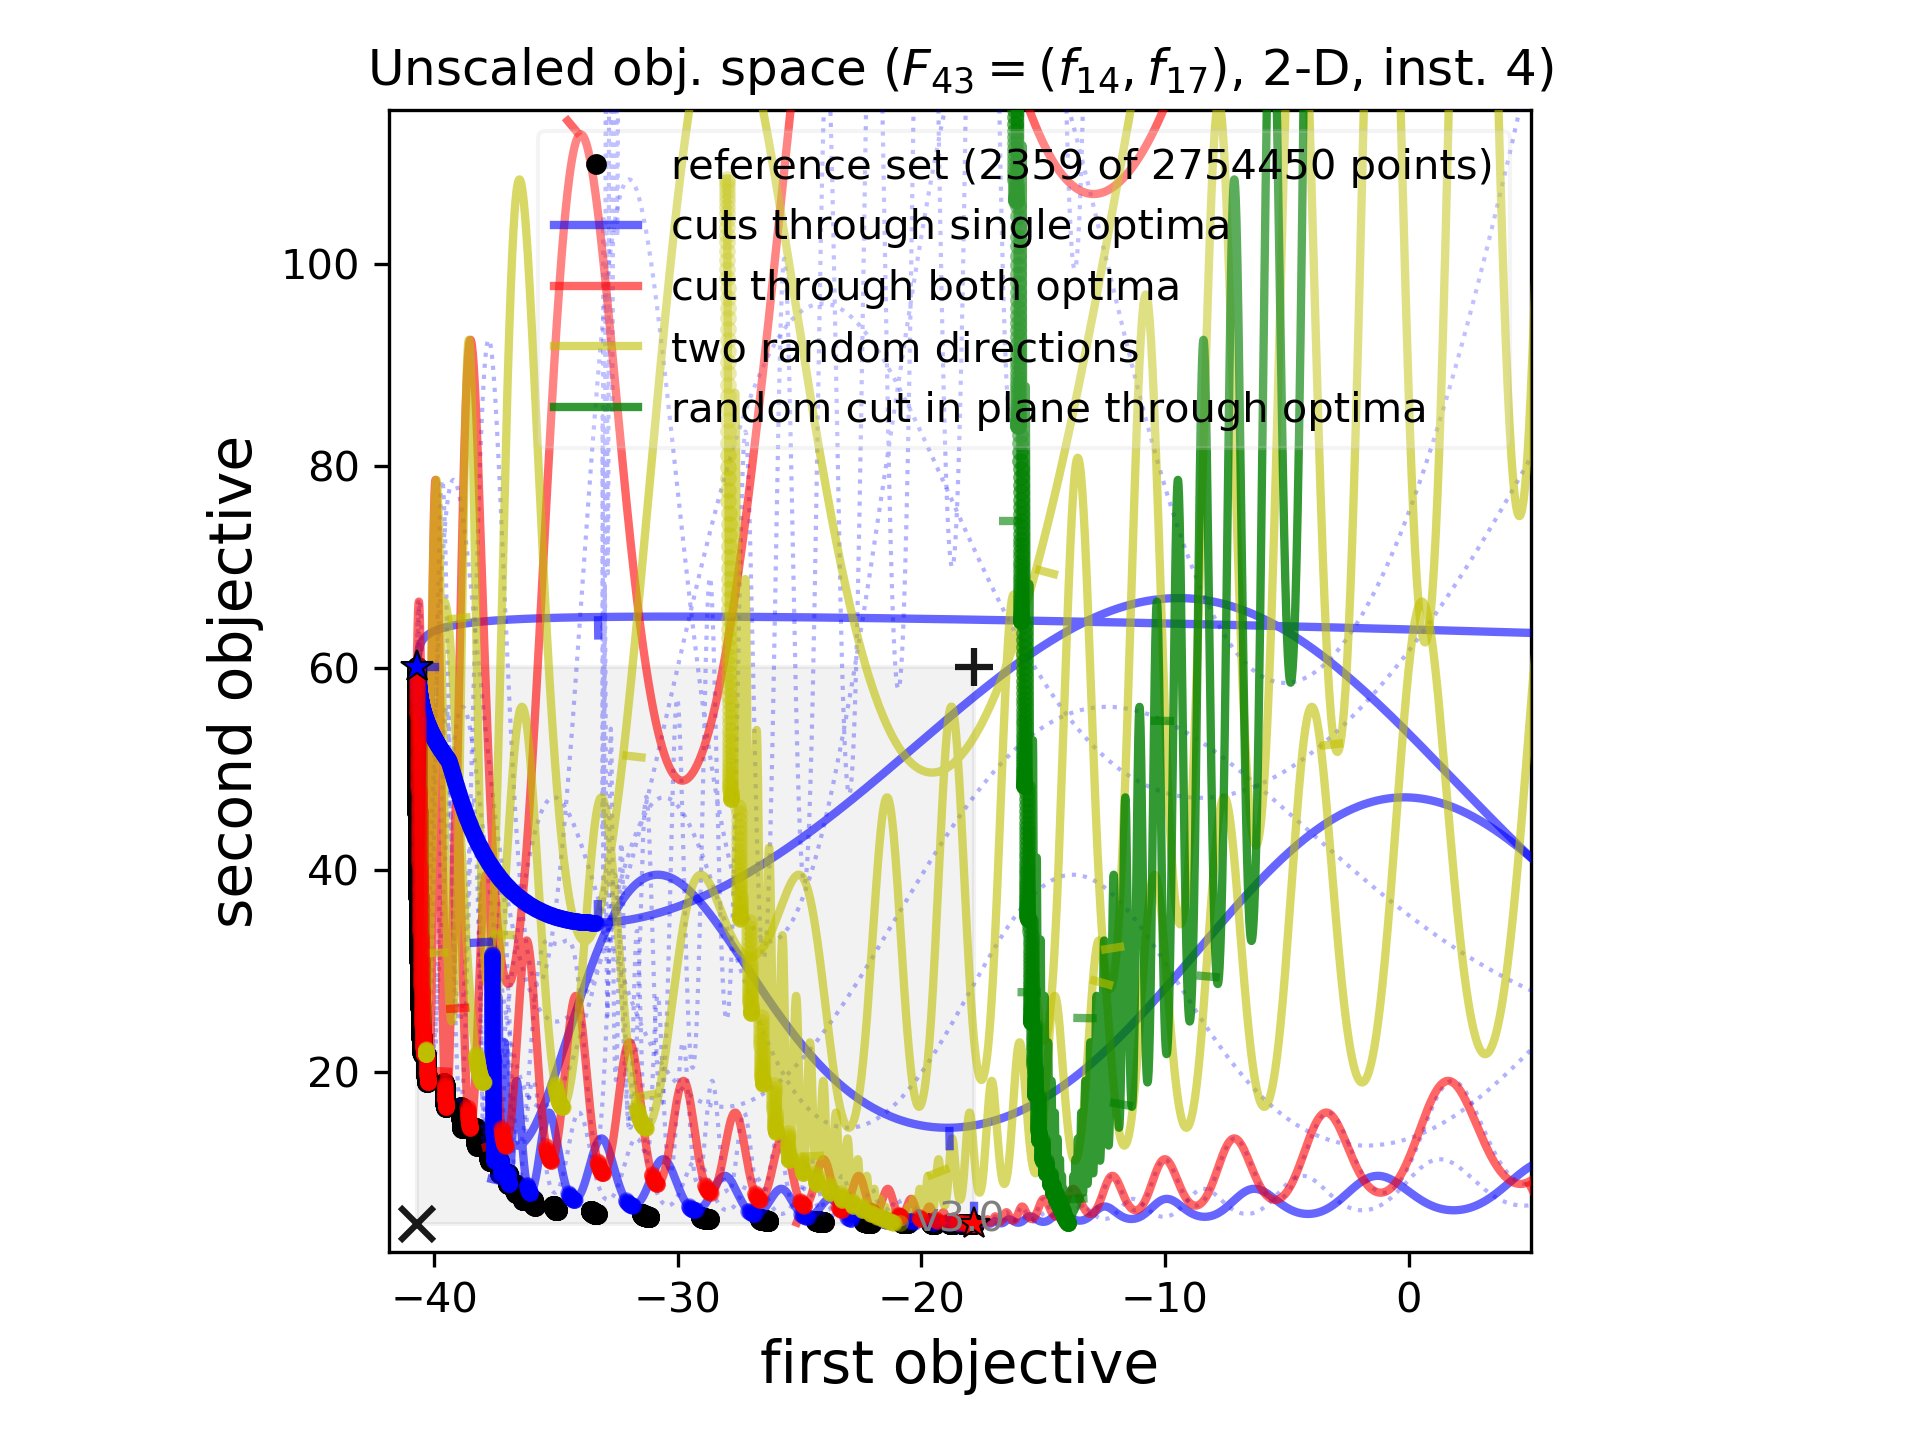 Unscaled obj. space (F43 = (f14, f17), 2-D, inst. 4)
reference set (2359 of 2754450 points)
cuts through single optima
cut through both optima
two random directions
random cut in plane through optima
100
80
60
40
20
second objective
v3.0
−40 −30 −20 −10 0
first objective